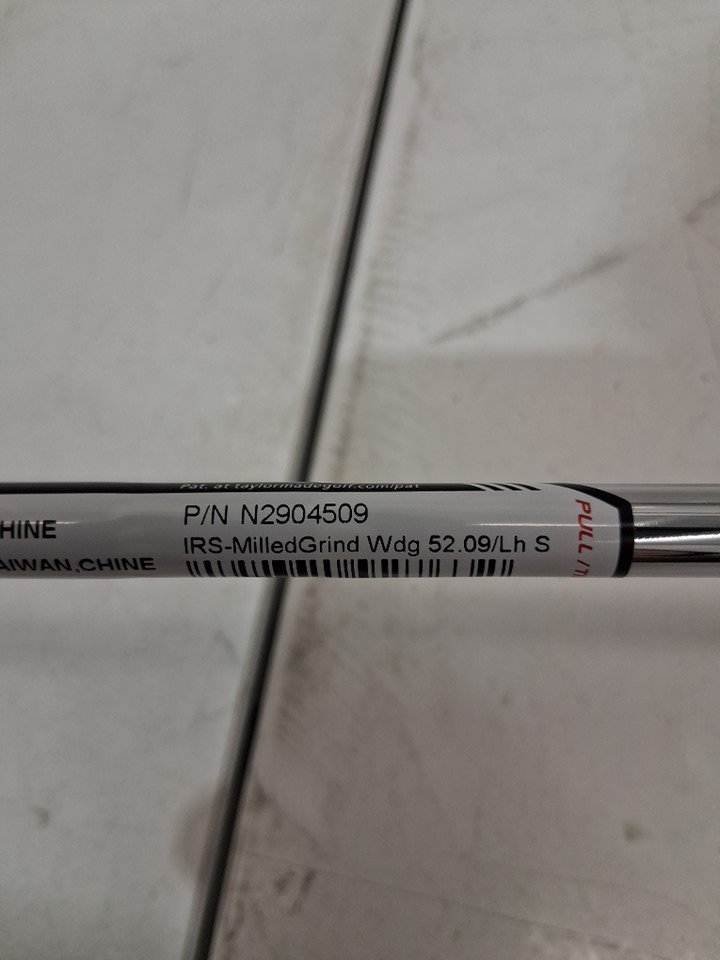 Pat. at taylormadegolf.com/pat
P/N N2904509
IRS-MilledGrind Wdg 52.09/Lh S
HINE
AIWAN,CHINE
PULL /